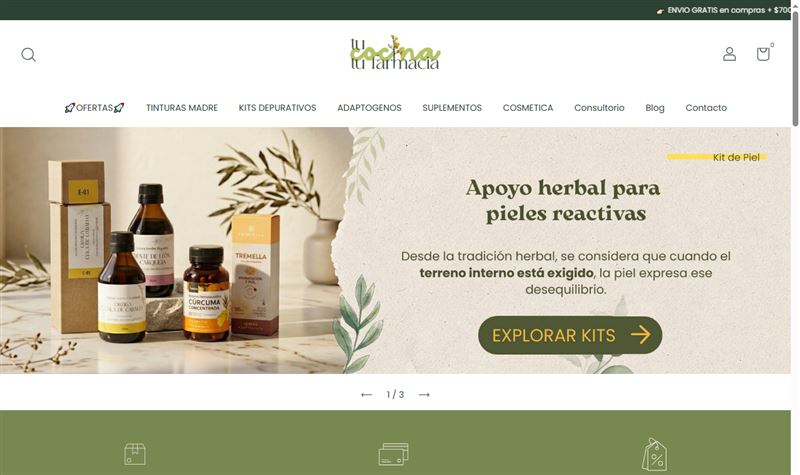 ENVIO GRATIS en compras + $700
tu
cocina
tu farmacia
0
OFERTAS
TINTURAS MADRE
KITS DEPURATIVOS
ADAPTOGENOS
SUPLEMENTOS
COSMETICA
Consultorio
Blog
Contacto
Kit de Piel
Apoyo herbal para
pieles reactivas
Desde la tradición herbal, se considera que cuando el
terreno interno está exigido, la piel expresa ese
desequilibrio.
EXPLORAR KITS
E-01
CÚRCUMA
CONCENTRADA
TREMELLA
1 / 3